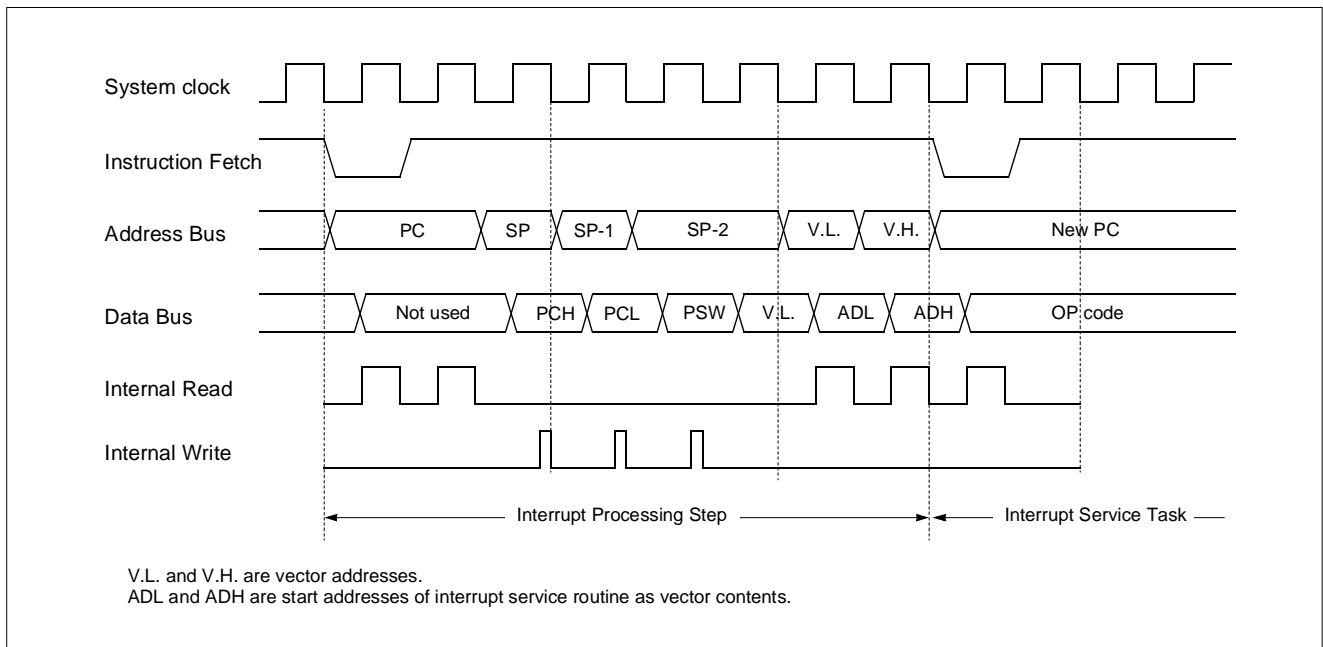 System clock
Instruction Fetch
Address Bus PC SP SP-1 SP-2 V.L. V.H. New PC
Data Bus Not used PCH PCL PSW V.L. ADL ADH OP code
Internal Read
Internal Write
Interrupt Processing Step Interrupt Service Task
V.L. and V.H. are vector addresses.
ADL and ADH are start addresses of interrupt service routine as vector contents.